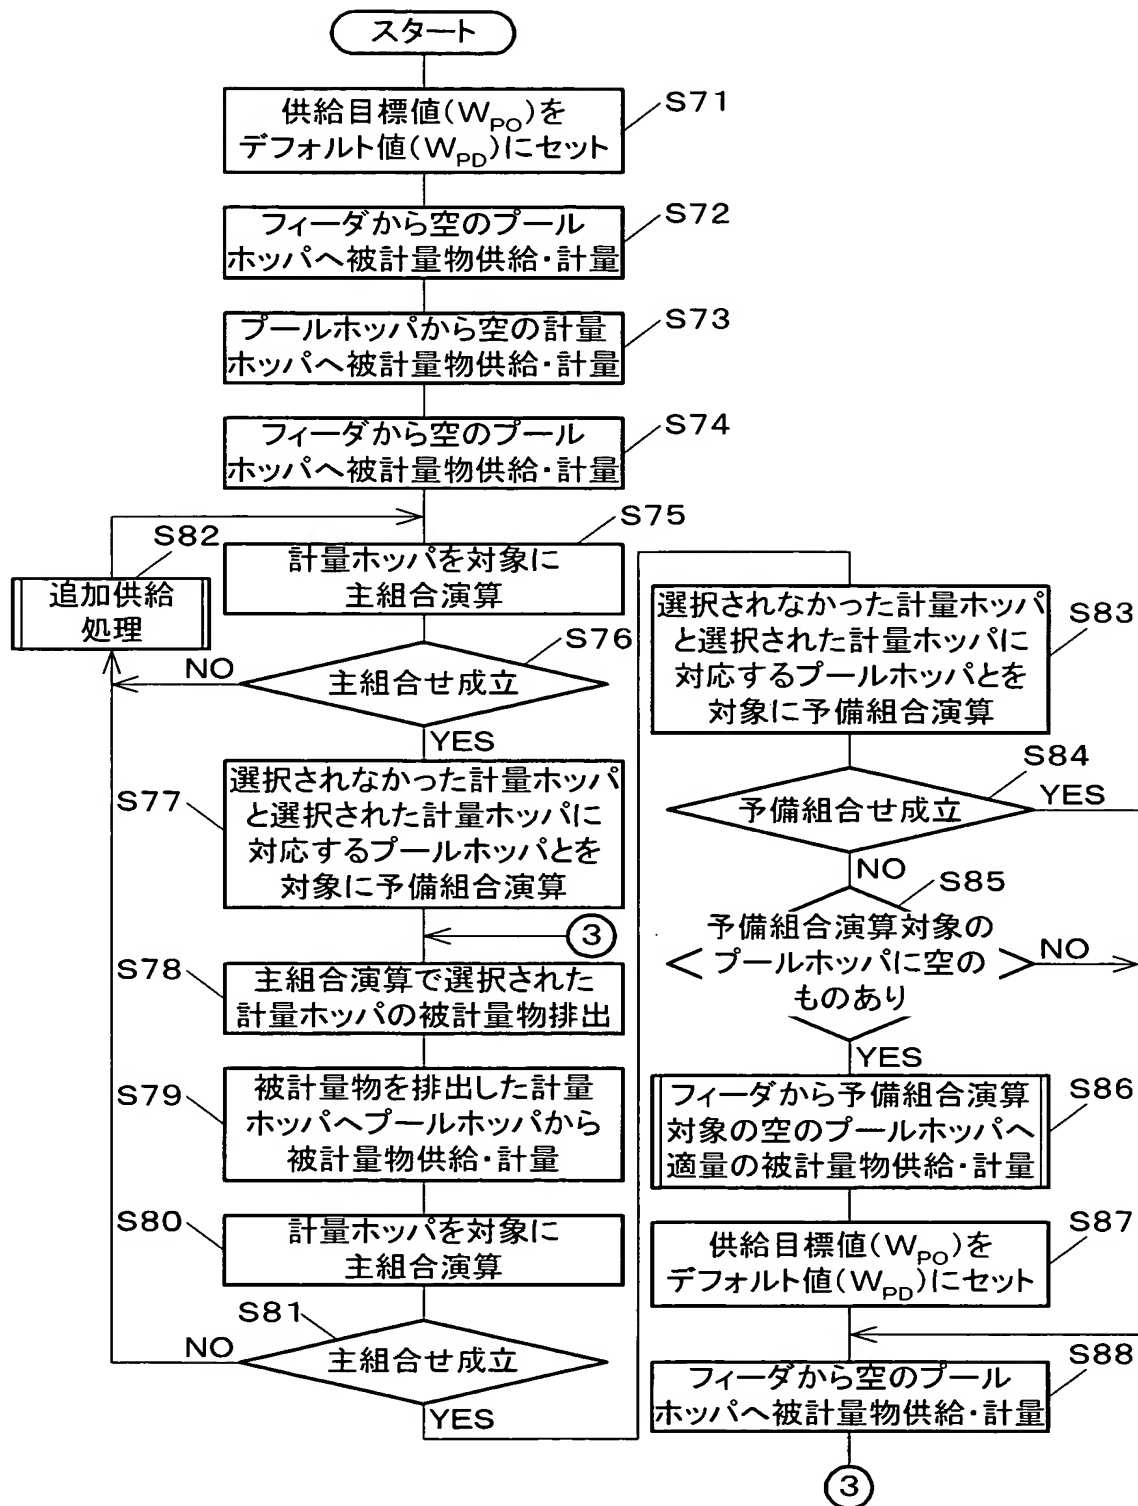 スタート
供給目標値(WPO)を
デフォルト値(WPD)にセット
S71
フィーダから空のプール
ホッパへ被計量物供給・計量
S72
プールホッパから空の計量
ホッパへ被計量物供給・計量
S73
フィーダから空のプール
ホッパへ被計量物供給・計量
S74
S82
追加供給
処理
S75
計量ホッパを対象に
主組合演算
S76
主組合せ成立
NO
YES
S77
選択されなかった計量ホッパ
と選択された計量ホッパに
対応するプールホッパとを
対象に予備組合演算
3
S78
主組合演算で選択された
計量ホッパの被計量物排出
S79
被計量物を排出した計量
ホッパへプールホッパから
被計量物供給・計量
S80
計量ホッパを対象に
主組合演算
S81
主組合せ成立
NO
YES
選択されなかった計量ホッパ
と選択された計量ホッパに
対応するプールホッパとを
対象に予備組合演算
S83
S84
予備組合せ成立
YES
NO
S85
予備組合演算対象の
プールホッパに空の
ものあり
NO
YES
フィーダから予備組合演算
対象の空のプールホッパへ
適量の被計量物供給・計量
S86
供給目標値(WPO)を
デフォルト値(WPD)にセット
S87
フィーダから空のプール
ホッパへ被計量物供給・計量
S88
3